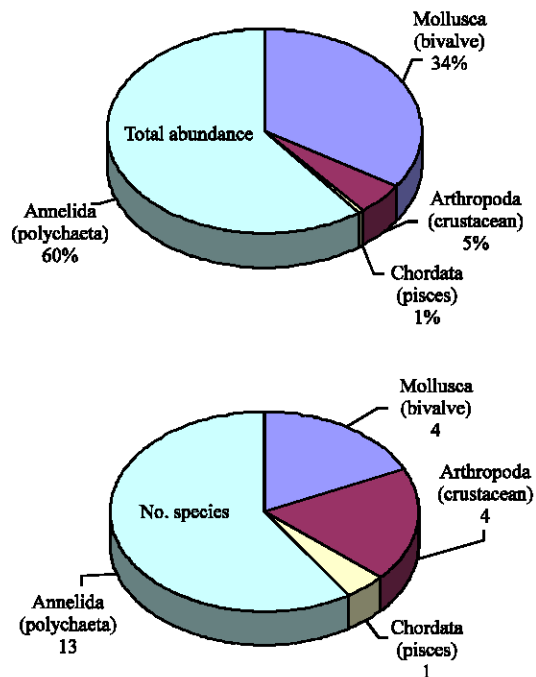 Mollusca
(bivalve)
34%
Total abundance
Annelida
(polychaeta)
60%
Arthropoda
(crustacean)
5%
Chordata
(pisces)
1%
Mollusca
(bivalve)
4
Arthropoda
(crustacean)
4
No. species
Annelida
(polychaeta)
13
Chordata
(pisces)
1